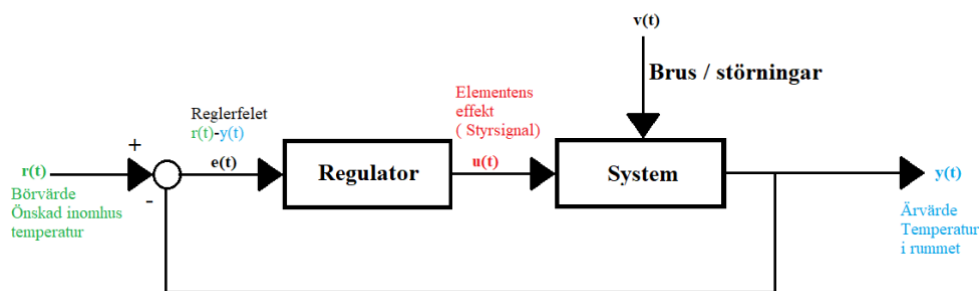 v(t)
Brus / störningar
Reglerfelet
r(t)-y(t)
e(t)
Elementens
effekt
( Styrsignal)
u(t)
+
-
r(t)
Börvärde
Önskad inomhus
temperatur
Regulator
System
y(t)
Ärvärde
Temperatur
i rummet